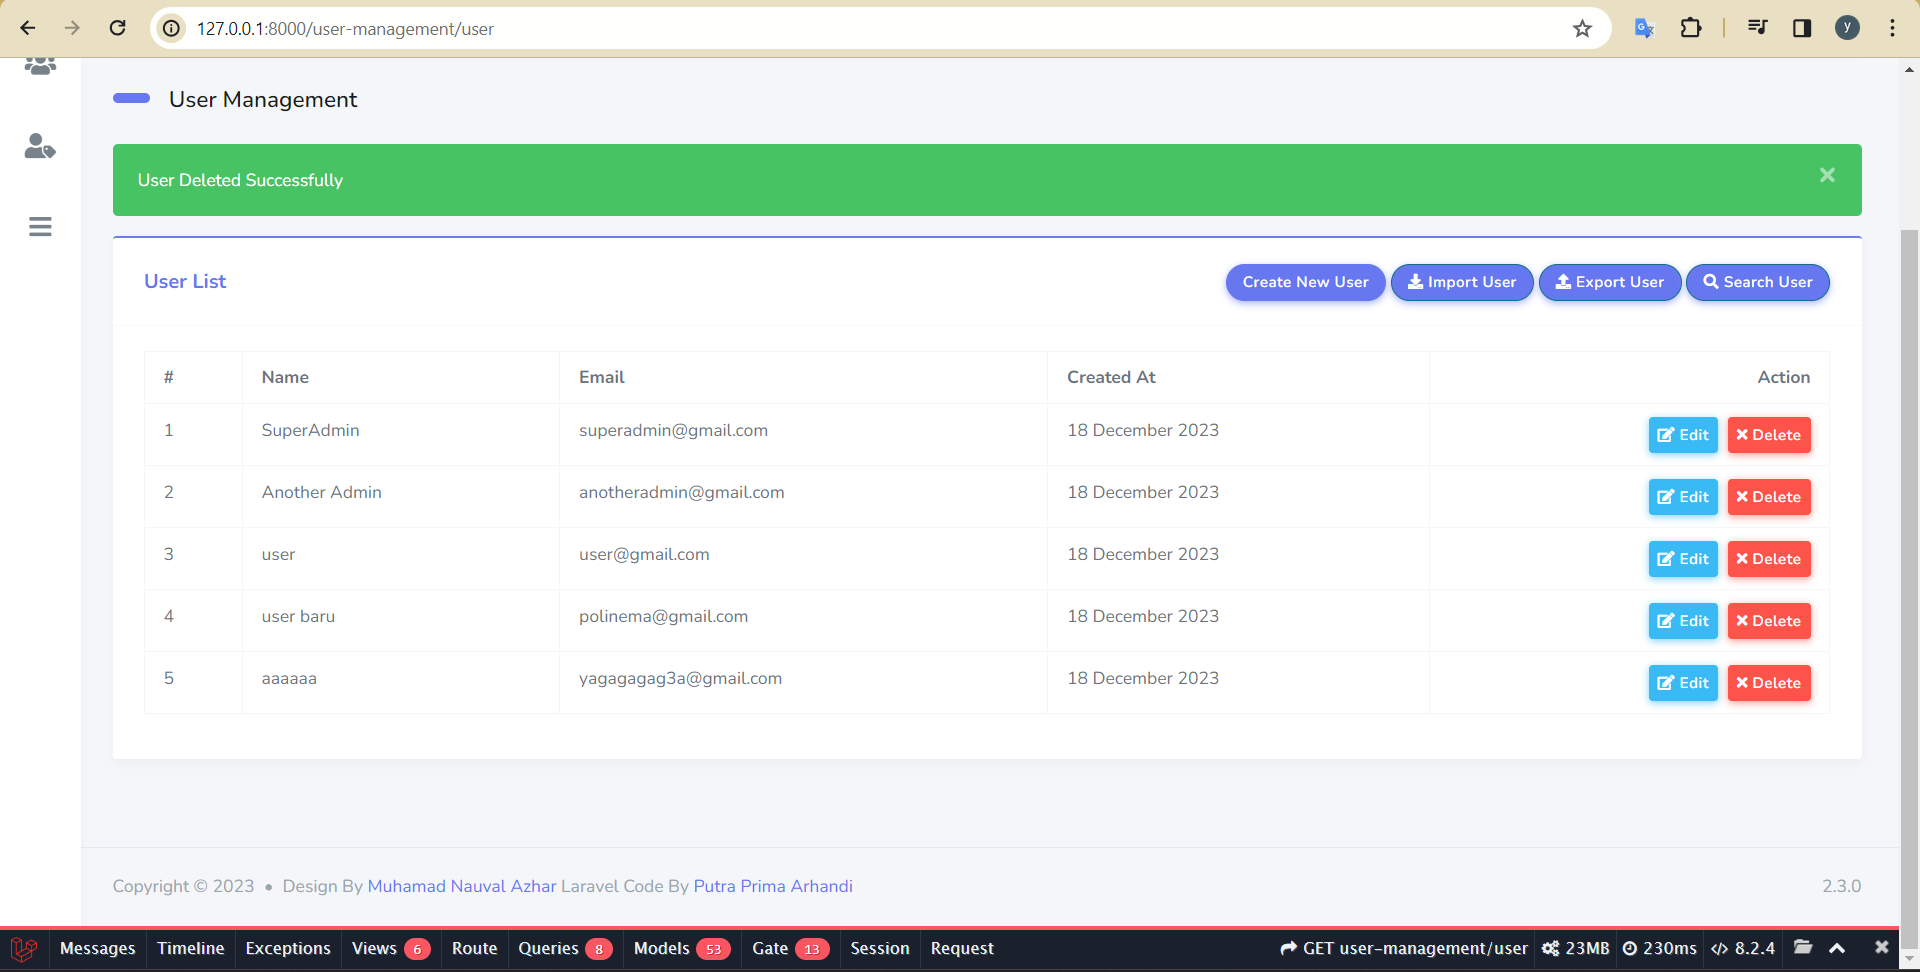 127.0.0.1:8000/user-management/user
y
User Management
User Deleted Successfully
User List
Create New User Import User Export User Search User
# Name Email Created At Action
1 SuperAdmin superadmin@gmail.com 18 December 2023 Edit Delete
2 Another Admin anotheradmin@gmail.com 18 December 2023 Edit Delete
3 user user@gmail.com 18 December 2023 Edit Delete
4 user baru polinema@gmail.com 18 December 2023 Edit Delete
5 aaaaaa yagagagag3a@gmail.com 18 December 2023 Edit Delete
Copyright © 2023 • Design By Muhamad Nauval Azhar Laravel Code By Putra Prima Arhandi 2.3.0
Messages Timeline Exceptions Views 6 Route Queries 8 Models 53 Gate 13 Session Request GET user-management/user 23MB 230ms 8.2.4